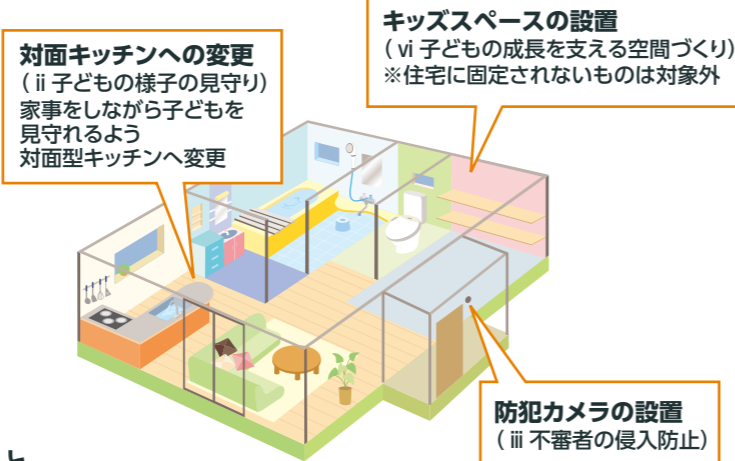 キッズスペースの設置
（ⅵ 子どもの成長を支える空間づくり）
※住宅に固定されないものは対象外
対面キッチンへの変更
（ⅱ 子どもの様子の見守り）
家事をしながら子どもを
見守れるよう
対面型キッチンへ変更
防犯カメラの設置
（ⅲ 不審者の侵入防止）
と